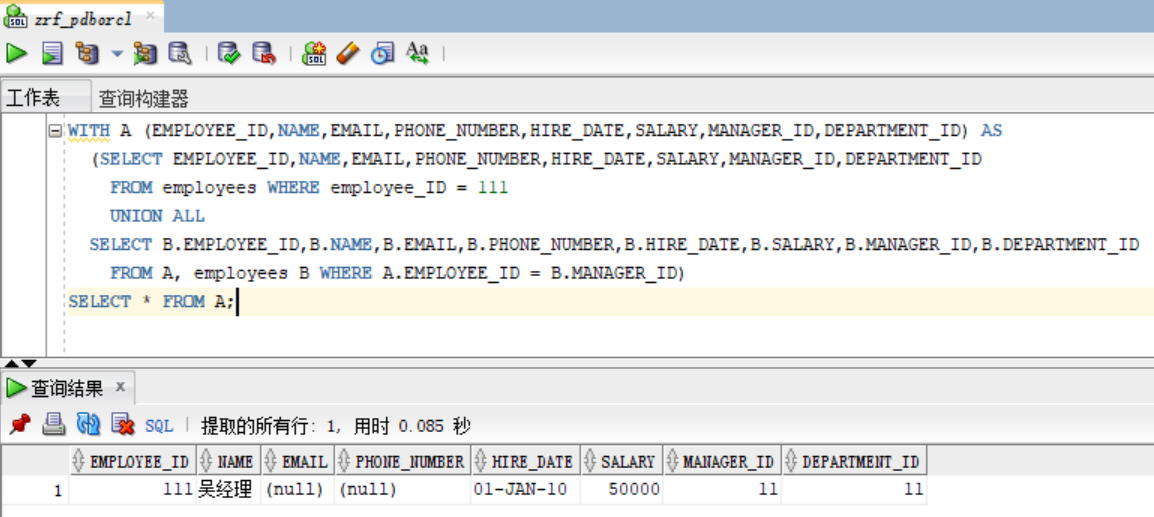 zrf_pdborcl
工作表 查询构建器
WITH A (EMPLOYEE_ID,NAME,EMAIL,PHONE_NUMBER,HIRE_DATE,SALARY,MANAGER_ID,DEPARTMENT_ID) AS
(SELECT EMPLOYEE_ID,NAME,EMAIL,PHONE_NUMBER,HIRE_DATE,SALARY,MANAGER_ID,DEPARTMENT_ID
FROM employees WHERE employee_ID = 111
UNION ALL
SELECT B.EMPLOYEE_ID,B.NAME,B.EMAIL,B.PHONE_NUMBER,B.HIRE_DATE,B.SALARY,B.MANAGER_ID,B.DEPARTMENT_ID
FROM A, employees B WHERE A.EMPLOYEE_ID = B.MANAGER_ID)
SELECT * FROM A;
查询结果 x
SQL | 提取的所有行: 1, 用时 0.085 秒
EMPLOYEE_ID NAME EMAIL PHONE_NUMBER HIRE_DATE SALARY MANAGER_ID DEPARTMENT_ID
1 111 吴经理 (null) (null) 01-JAN-10 50000 11 11